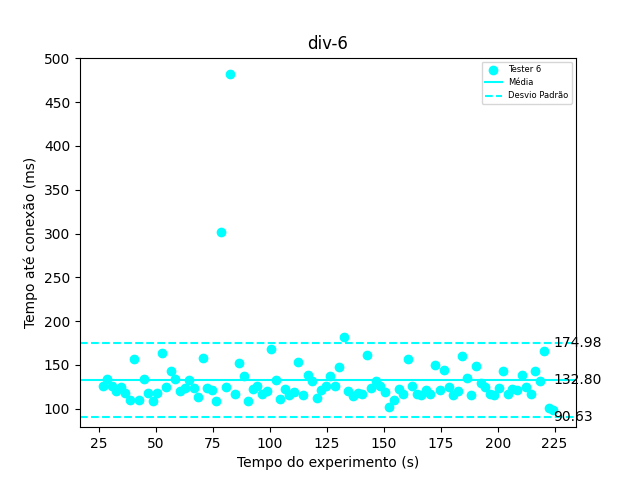 div-6
Tester 6
Média
Desvio Padrão
Tempo até conexão (ms)
500
450
400
350
300
250
200
150
100
174.98
132.80
90.63
25 50 75 100 125 150 175 200 225
Tempo do experimento (s)